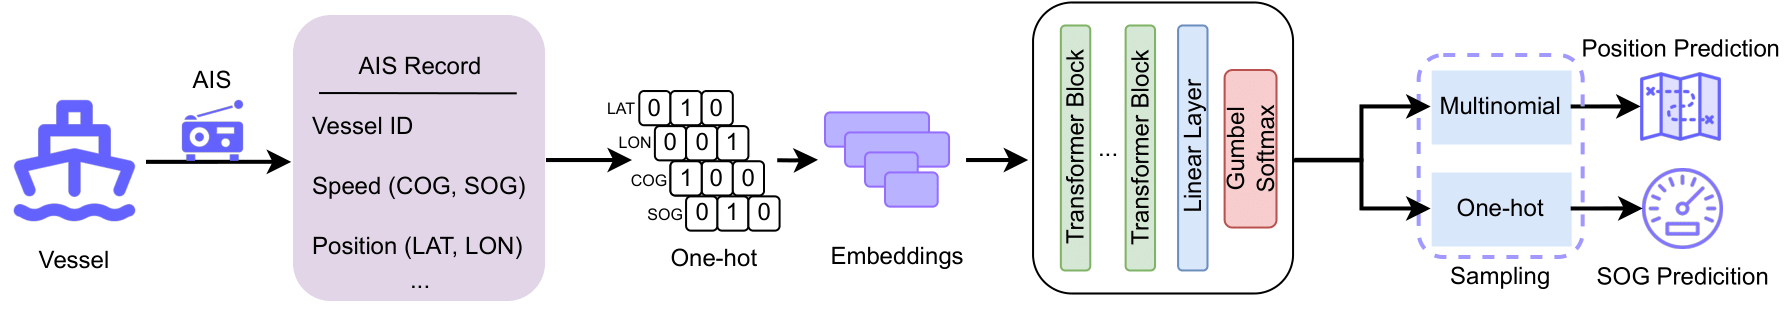 Vessel
AIS
AIS Record
Vessel ID
Speed (COG, SOG)
Position (LAT, LON)
...
LAT 0 1 0
LON 0 0 1
COG 1 0 0
SOG 0 1 0
One-hot
Embeddings
Transformer Block
...
Transformer Block
Linear Layer
Gumbel
Softmax
Multinomial
One-hot
Sampling
Position Prediction
SOG Predicition